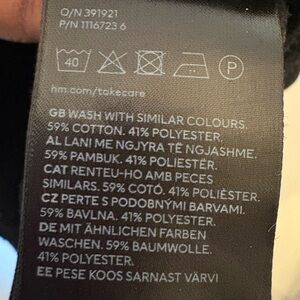 O/N 391921
P/N 1116723 6
40 P
hm.com/takecare
GB WASH WITH SIMILAR COLOURS.
59% COTTON. 41% POLYESTER.
AL LANI ME NGJYRA TË NGJASHME.
59% PAMBUK. 41% POLIESTËR.
CAT RENTEU-HO AMB PECES
SIMILARS. 59% COTÓ. 41% POLIÈSTER.
CZ PERTE S PODOBNÝMI BARVAMI.
59% BAVLNA. 41% POLYESTER.
DE MIT ÄHNLICHEN FARBEN
WASCHEN. 59% BAUMWOLLE.
41% POLYESTER.
EE PESE KOOS SARNAST VÄRVI